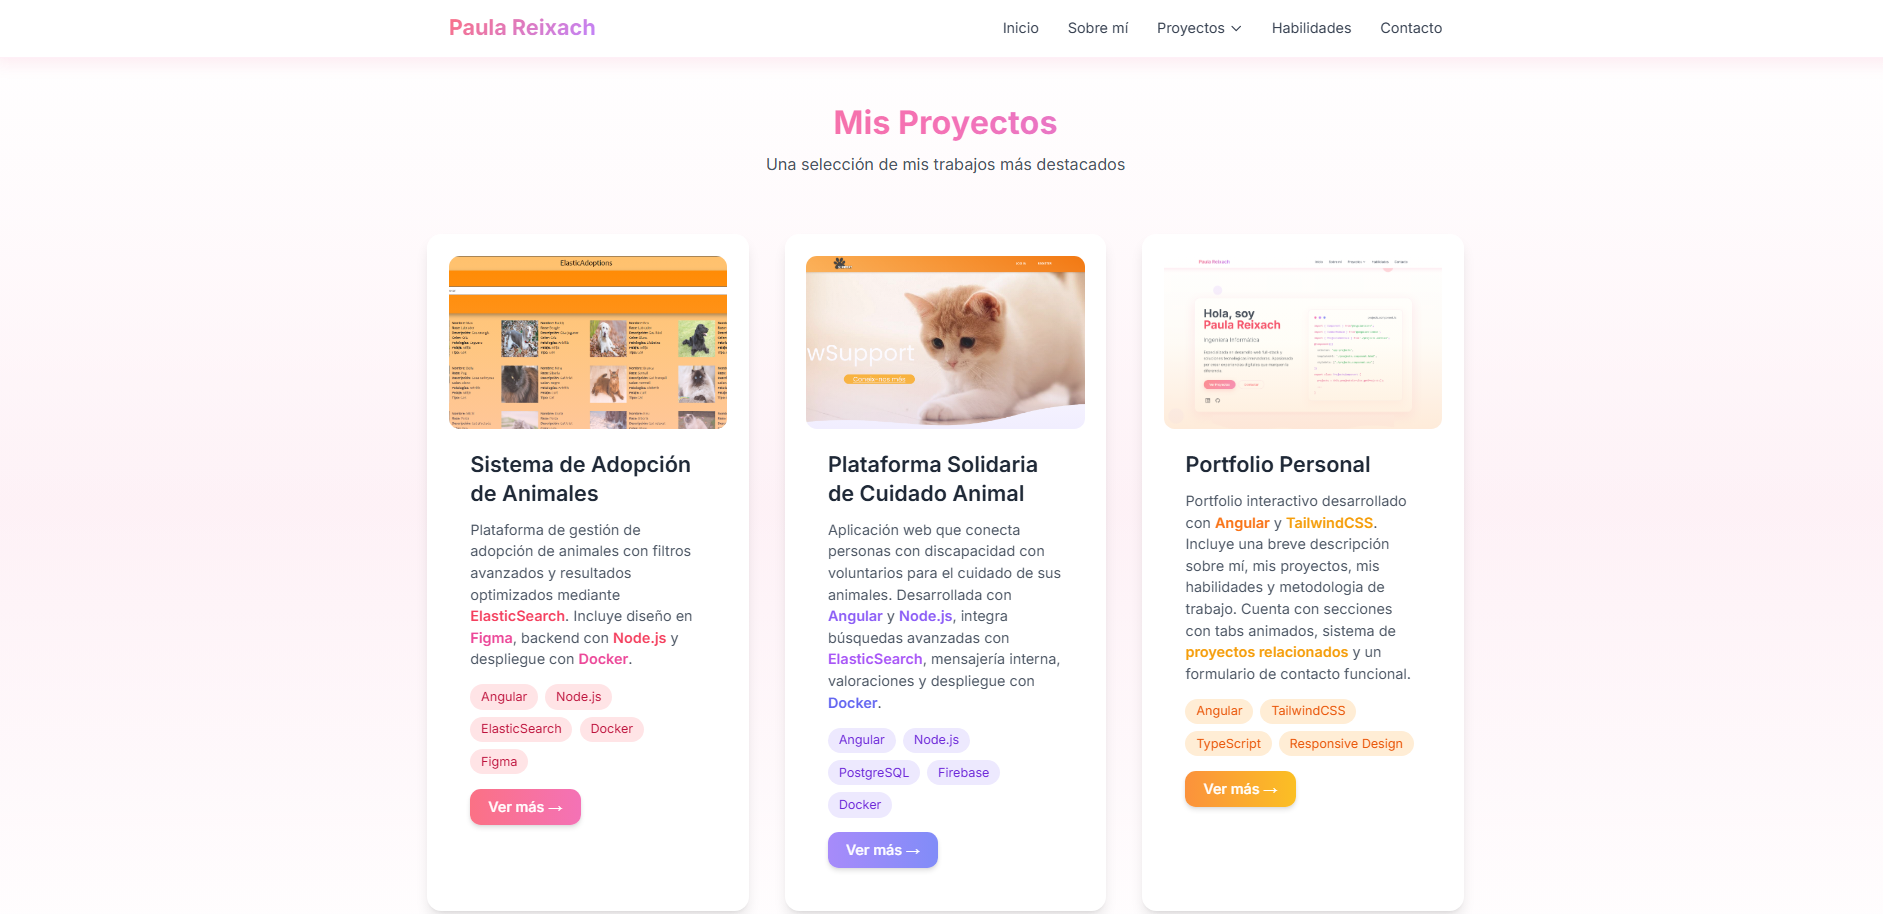 Paula Reixach
Inicio
Sobre mí
Proyectos
Habilidades
Contacto
Mis Proyectos
Una selección de mis trabajos más destacados
ElasticAdoptions
Sistema de Adopción
de Animales
Plataforma de gestión de
adopción de animales con filtros
avanzados y resultados
optimizados mediante
ElasticSearch. Incluye diseño en
Figma, backend con Node.js y
despliegue con Docker.
Angular
Node.js
ElasticSearch
Docker
Figma
Ver más →
wSupport
Plataforma Solidaria
de Cuidado Animal
Aplicación web que conecta
personas con discapacidad con
voluntarios para el cuidado de sus
animales. Desarrollada con
Angular y Node.js, integra
búsquedas avanzadas con
ElasticSearch, mensajería interna,
valoraciones y despliegue con
Docker.
Angular
Node.js
PostgreSQL
Firebase
Docker
Ver más →
Paula Reixach
Hola, soy
Paula Reixach
Ingeniera Informática
Portfolio Personal
Portfolio interactivo desarrollado
con Angular y TailwindCSS.
Incluye una breve descripción
sobre mí, mis proyectos, mis
habilidades y metodologia de
trabajo. Cuenta con secciones
con tabs animados, sistema de
proyectos relacionados y un
formulario de contacto funcional.
Angular
TailwindCSS
TypeScript
Responsive Design
Ver más →